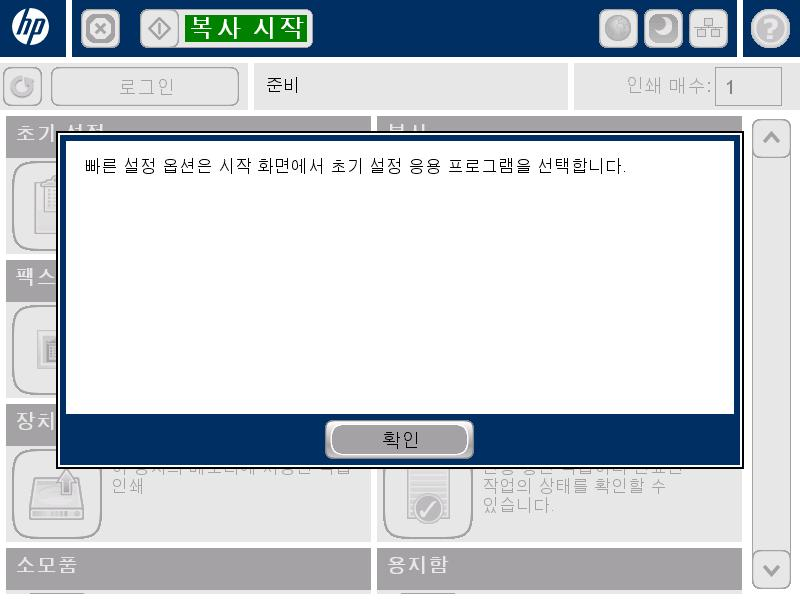 hp
복사 시작
로그인
준비
인쇄 매수: 1
초기 설정
복사
빠른 설정 옵션은 시작 화면에서 초기 설정 응용 프로그램을 선택합니다.
팩스
장치
확인
인쇄
작업의 상태를 확인할 수
있습니다.
소모품
용지함